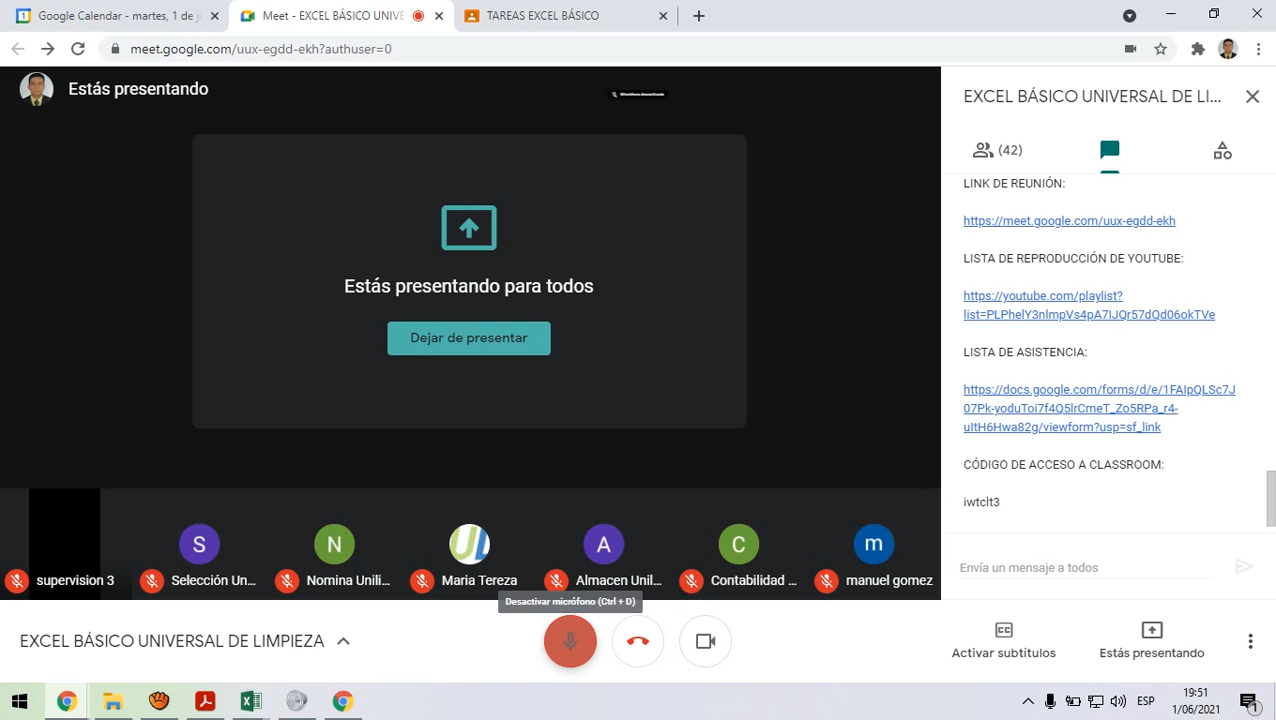 Google Calendar - martes, 1 de j
Meet - EXCEL BÁSICO UNIVER
TAREAS EXCEL BÁSICO
meet.google.com/uux-egdd-ekh?authuser=0
Estás presentando
Estás presentando para todos
Dejar de presentar
supervision 3
S
Selección Un...
N
Nomina Unili...
Maria Tereza
A
Almacen Unil...
C
Contabilidad ...
m
manuel gomez
Desactivar micrófono (Ctrl + D)
EXCEL BÁSICO UNIVERSAL DE LIMPIEZA
EXCEL BÁSICO UNIVERSAL DE LI...
(42)
LINK DE REUNIÓN:
https://meet.google.com/uux-egdd-ekh
LISTA DE REPRODUCCIÓN DE YOUTUBE:
https://youtube.com/playlist?
list=PLPhelY3nlmpVs4pA7IJQr57dQd06okTVe
LISTA DE ASISTENCIA:
https://docs.google.com/forms/d/e/1FAIpQLSc7J
07Pk-yoduToi7f4Q5lrCmeT_Zo5RPa_r4-
uItH6Hwa82g/viewform?usp=sf_link
CÓDIGO DE ACCESO A CLASSROOM:
iwtclt3
Envía un mensaje a todos
Activar subtítulos
Estás presentando
ESP
19:51
1/06/2021
1